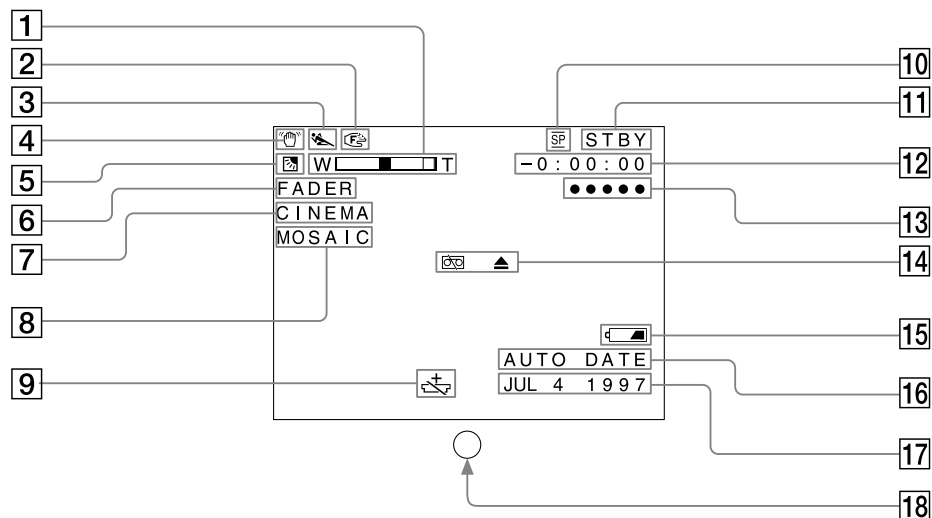 1
2
3
4
5
6
7
8
9
10
11
12
13
14
15
16
17
18
F
SP STBY
W T -0:00:00
FADER ●●●●●
CINEMA
MOSAIC
AUTO DATE
JUL 4 1997